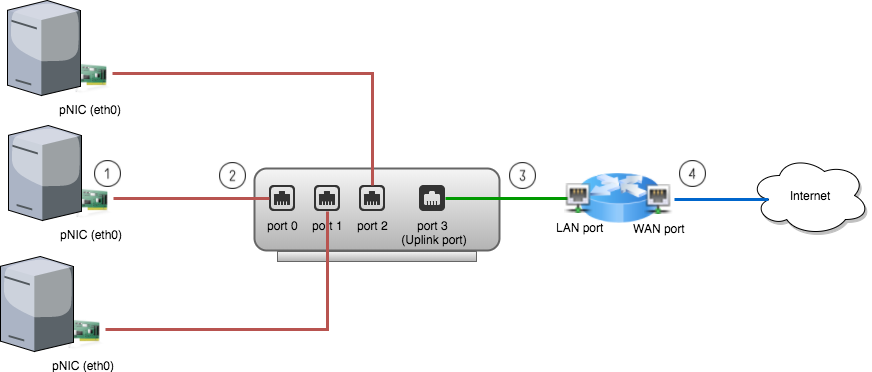 pNIC (eth0)
1
2
3
4
Internet
port 0
port 1
port 2
port 3
(Uplink port)
LAN port
WAN port
pNIC (eth0)
pNIC (eth0)